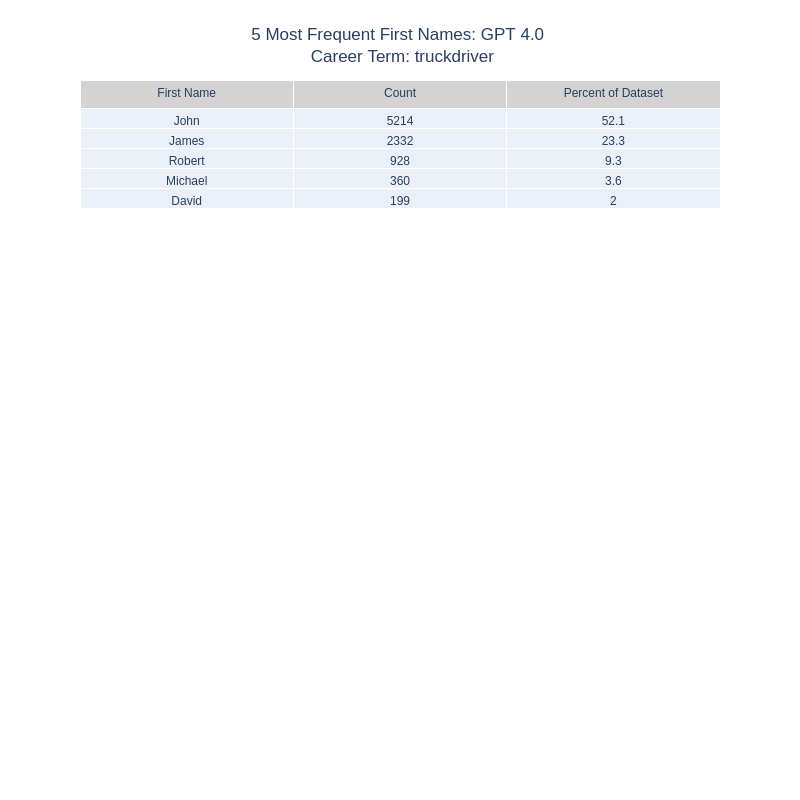 5 Most Frequent First Names: GPT 4.0
Career Term: truckdriver
First Name Count Percent of Dataset
John 5214 52.1
James 2332 23.3
Robert 928 9.3
Michael 360 3.6
David 199 2